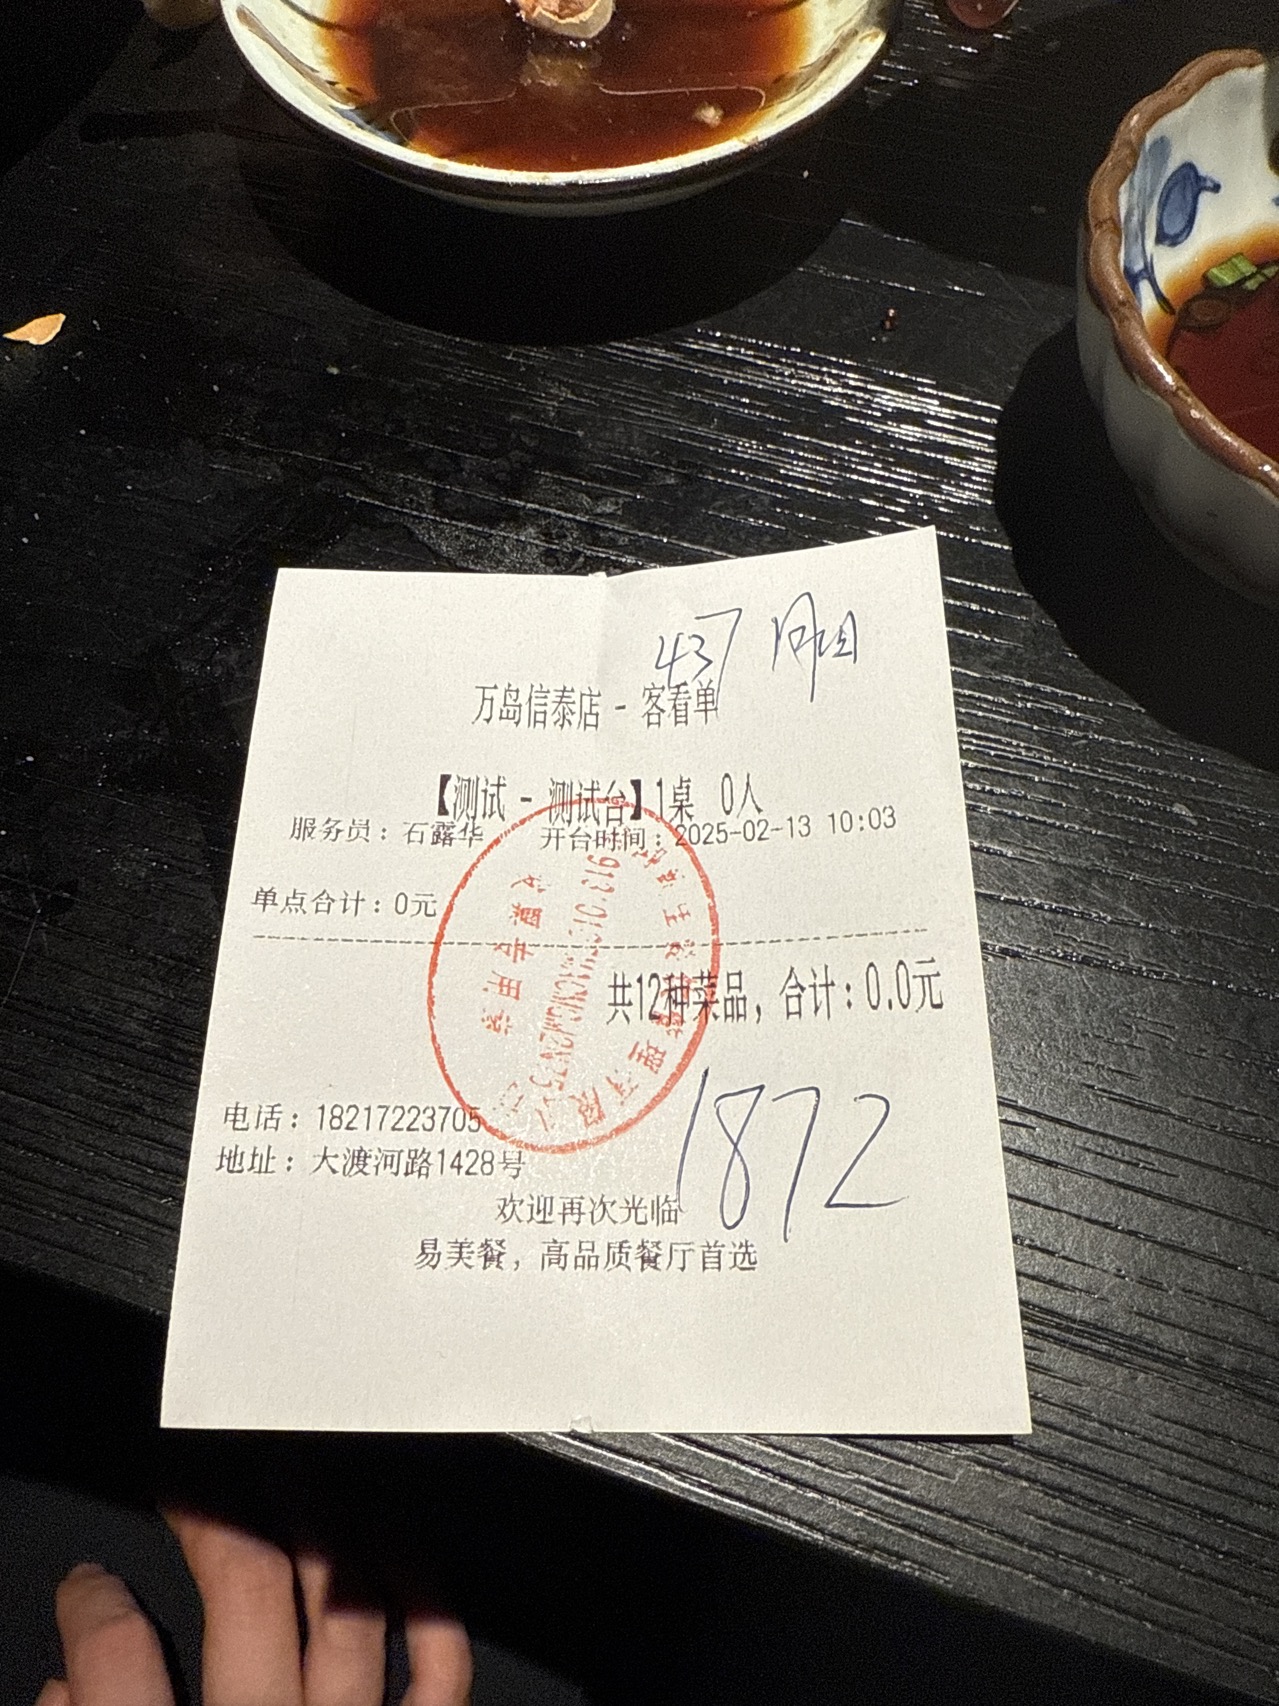 437
万岛信泰店 - 客看单
【测试 - 测试台】1桌 0人
服务员：石露华 开台时间：2025-02-13 10:03
单点合计：0元
共12种菜品，合计：0.0元
1872
电话：18217223705
地址：大渡河路1428号
欢迎再次光临
易美餐，高品质餐厅首选